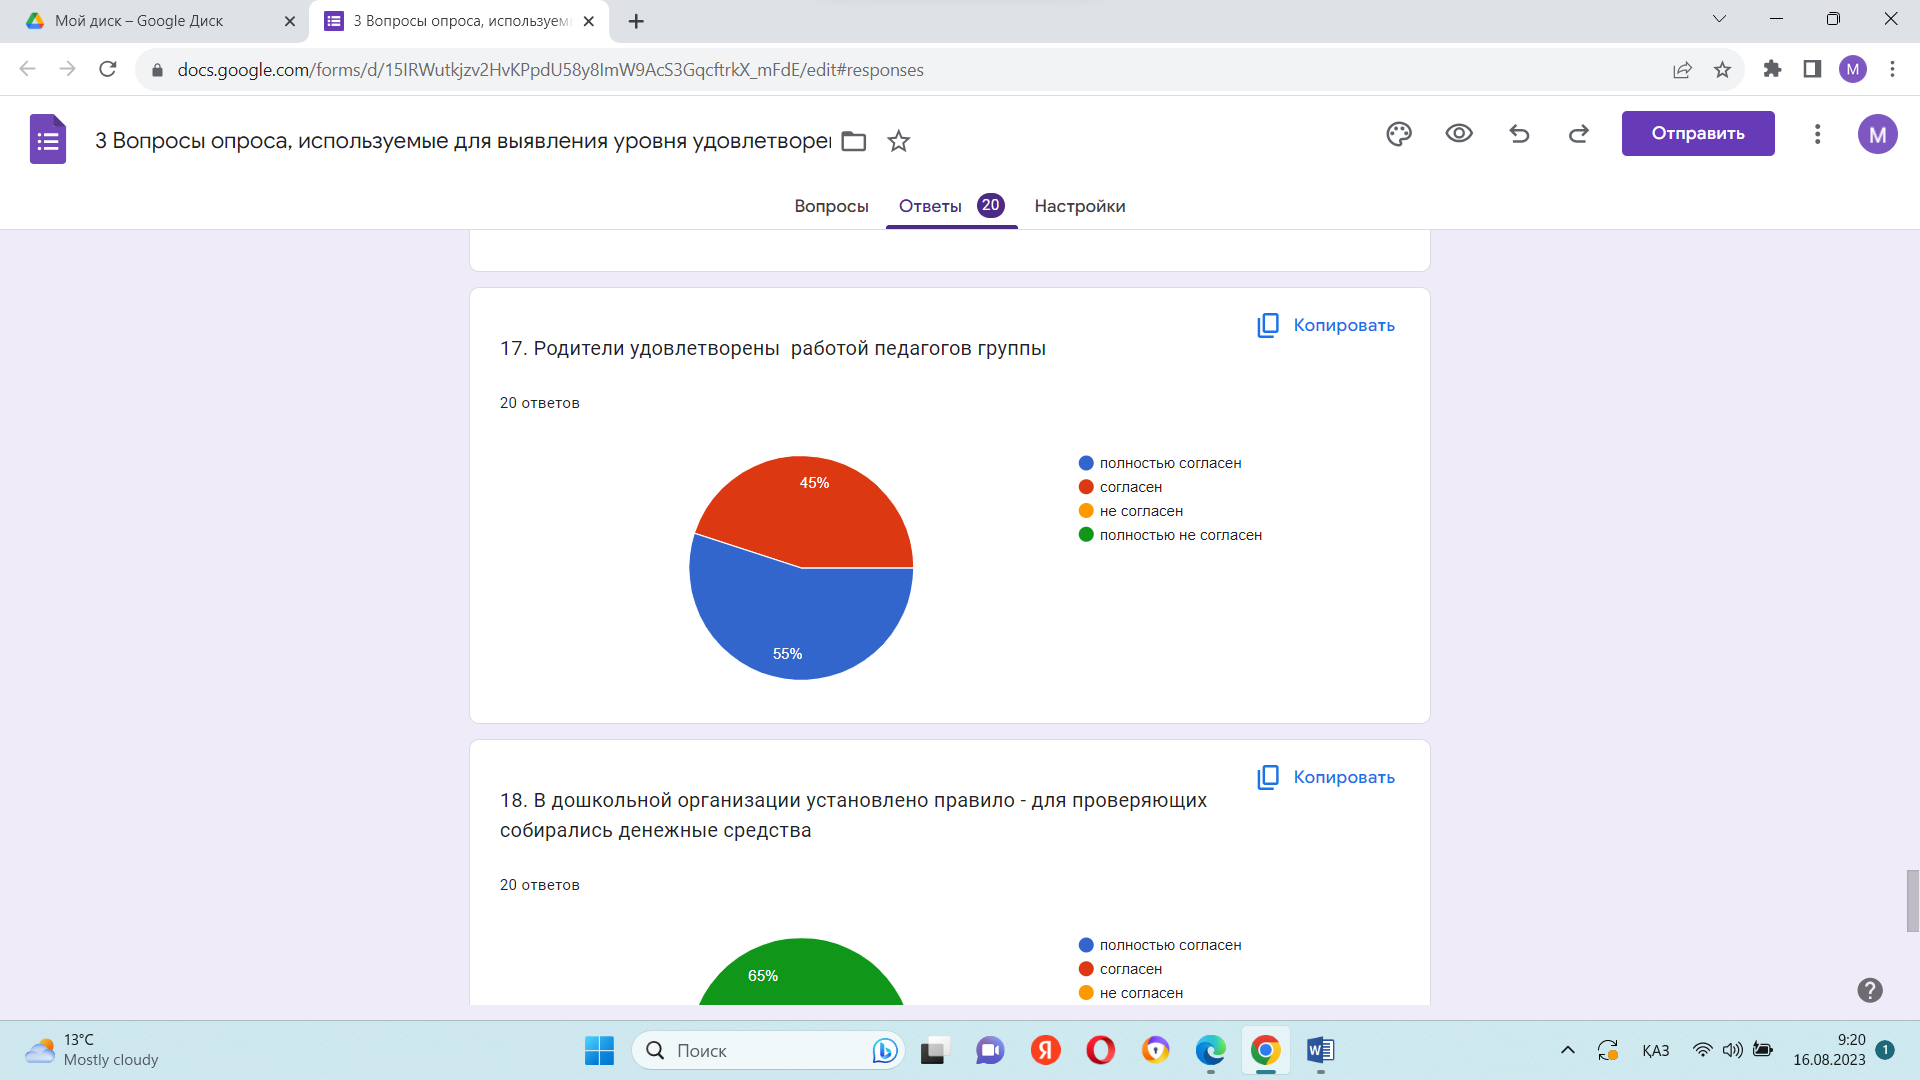 Мой диск – Google Диск
3 Вопросы опроса, используем
docs.google.com/forms/d/15IRWutkjzv2HvKPpdU58y8ImW9AcS3GqcftrkX_mFdE/edit#responses
M
3 Вопросы опроса, используемые для выявления уровня удовлетворен
Отправить
M
Вопросы Ответы 20 Настройки
Копировать
17. Родители удовлетворены  работой педагогов группы
20 ответов
полностью согласен
согласен
не согласен
полностью не согласен
45%
55%
Копировать
18. В дошкольной организации установлено правило - для проверяющих
собирались денежные средства
20 ответов
полностью согласен
согласен
не согласен
65%
13°C
Mostly cloudy
Поиск
ҚАЗ
9:20
16.08.2023
1